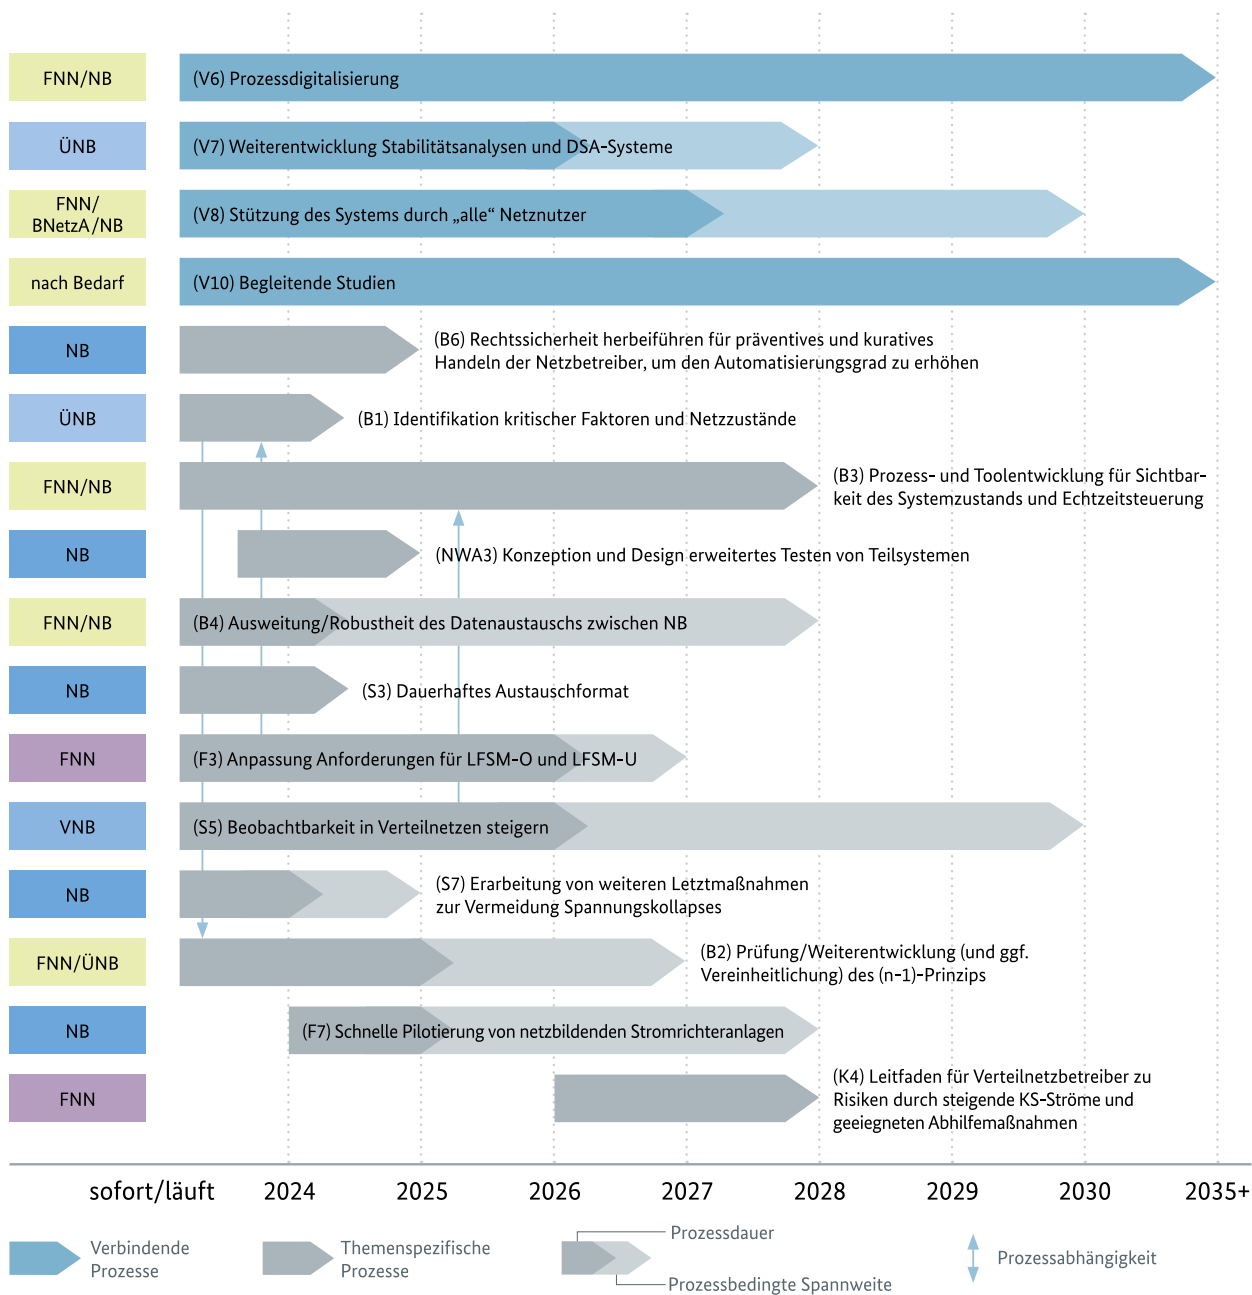 FNN/NB
(V6) Prozessdigitalisierung
ÜNB
(V7) Weiterentwicklung Stabilitätsanalysen und DSA-Systeme
FNN/
BNetzA/NB
(V8) Stützung des Systems durch „alle“ Netznutzer
nach Bedarf
(V10) Begleitende Studien
NB
(B6) Rechtssicherheit herbeiführen für präventives und kuratives
Handeln der Netzbetreiber, um den Automatisierungsgrad zu erhöhen
ÜNB
(B1) Identifikation kritischer Faktoren und Netzzustände
FNN/NB
(B3) Prozess- und Toolentwicklung für Sichtbar-
keit des Systemzustands und Echtzeitsteuerung
NB
(NWA3) Konzeption und Design erweitertes Testen von Teilsystemen
FNN/NB
(B4) Ausweitung/Robustheit des Datenaustauschs zwischen NB
NB
(S3) Dauerhaftes Austauschformat
FNN
(F3) Anpassung Anforderungen für LFSM-O und LFSM-U
VNB
(S5) Beobachtbarkeit in Verteilnetzen steigern
NB
(S7) Erarbeitung von weiteren Letztmaßnahmen
zur Vermeidung Spannungskollapses
FNN/ÜNB
(B2) Prüfung/Weiterentwicklung (und ggf.
Vereinheitlichung) des (n-1)-Prinzips
NB
(F7) Schnelle Pilotierung von netzbildenden Stromrichteranlagen
FNN
(K4) Leitfaden für Verteilnetzbetreiber zu
Risiken durch steigende KS-Ströme und
geeiegneten Abhilfemaßnahmen
sofort/läuft 2024 2025 2026 2027 2028 2029 2030 2035+
Verbindende
Prozesse
Themenspezifische
Prozesse
Prozessdauer
Prozessbedingte Spannweite
Prozessabhängigkeit